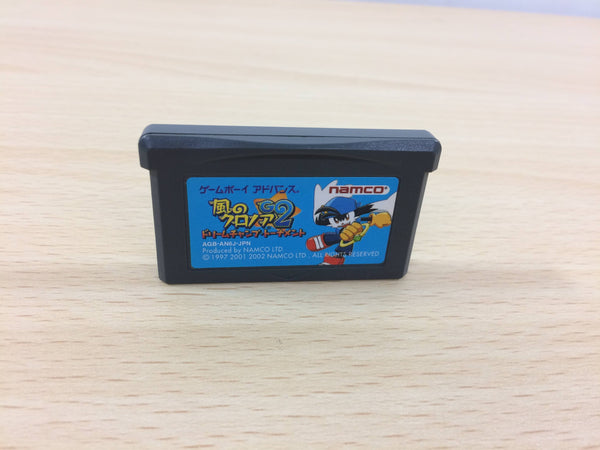 ゲームボーイ アドバンス
namco
風の
クロノア
G2
ドリームチャンプ・トーナメント
AGB-AN6J-JPN
Produced by NAMCO LTD.
© 1997 2001 2002 NAMCO LTD., ALL RIGHTS RESERVED